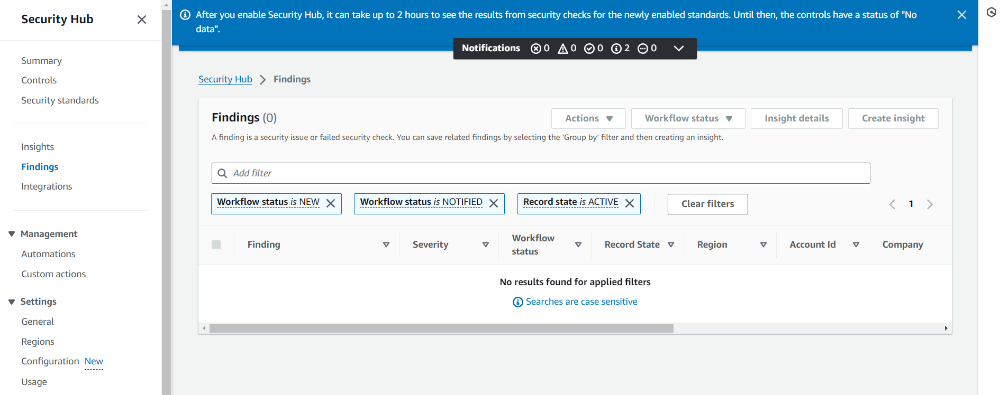 Security Hub
Summary
Controls
Security standards
Insights
Findings
Integrations
Management
Automations
Custom actions
Settings
General
Regions
Configuration New
Usage
After you enable Security Hub, it can take up to 2 hours to see the results from security checks for the newly enabled standards. Until then, the controls have a status of "No
data".
Notifications 0 0 0 2 0
Security Hub Findings
Findings (0)
Actions Workflow status Insight details Create insight
A finding is a security issue or failed security check. You can save related findings by selecting the ‘Group by’ filter and then creating an insight.
Add filter
Workflow status is NEW Workflow status is NOTIFIED Record state is ACTIVE Clear filters 1
Finding Severity Workflow status Record State Region Account Id Company
No results found for applied filters
Searches are case sensitive